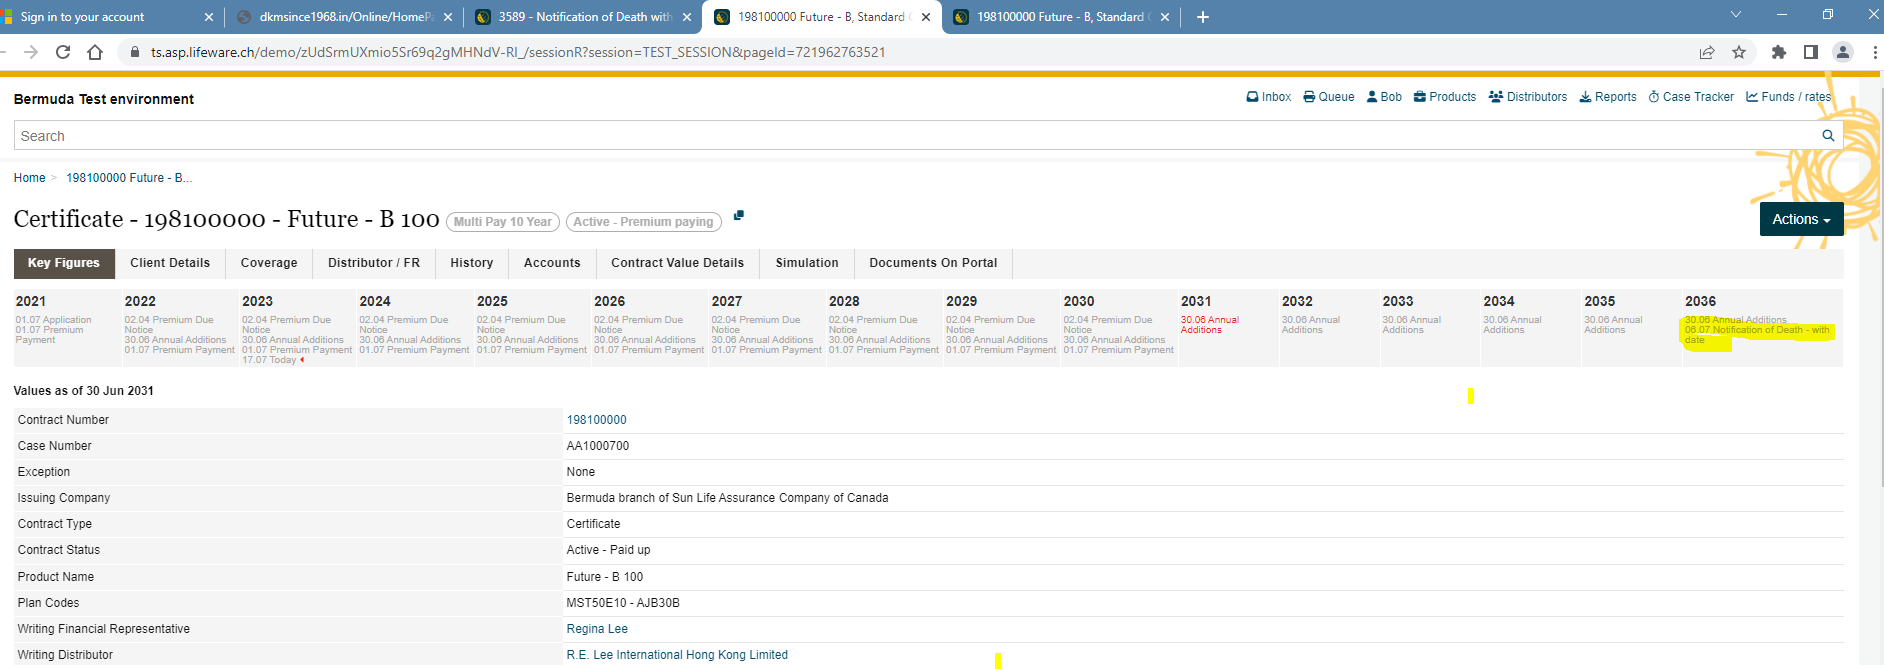 Sign in to your account
dkmsince1968.in/Online/HomePa
3589 - Notification of Death with
198100000 Future - B, Standard C
198100000 Future - B, Standard C
ts.asp.lifeware.ch/demo/zUdSrmUXmio5Sr69q2gMHNdV-RI_/sessionR?session=TEST_SESSION&pageId=721962763521
Bermuda Test environment
Inbox Queue Bob Products Distributors Reports Case Tracker Funds / rates
Search
Home > 198100000 Future - B...
Certificate - 198100000 - Future - B 100 Multi Pay 10 Year Active - Premium paying
Actions
Key Figures Client Details Coverage Distributor / FR History Accounts Contract Value Details Simulation Documents On Portal
2021
01.07 Application
01.07 Premium
Payment
2022
02.04 Premium Due
Notice
30.06 Annual Additions
01.07 Premium Payment
2023
02.04 Premium Due
Notice
30.06 Annual Additions
01.07 Premium Payment
17.07 Today
2024
02.04 Premium Due
Notice
30.06 Annual Additions
01.07 Premium Payment
2025
02.04 Premium Due
Notice
30.06 Annual Additions
01.07 Premium Payment
2026
02.04 Premium Due
Notice
30.06 Annual Additions
01.07 Premium Payment
2027
02.04 Premium Due
Notice
30.06 Annual Additions
01.07 Premium Payment
2028
02.04 Premium Due
Notice
30.06 Annual Additions
01.07 Premium Payment
2029
02.04 Premium Due
Notice
30.06 Annual Additions
01.07 Premium Payment
2030
02.04 Premium Due
Notice
30.06 Annual Additions
01.07 Premium Payment
2031
30.06 Annual
Additions
2032
30.06 Annual
Additions
2033
30.06 Annual
Additions
2034
30.06 Annual
Additions
2035
30.06 Annual
Additions
2036
30.06 Annual Additions
06.07 Notification of Death - with
date
Values as of 30 Jun 2031
Contract Number 198100000
Case Number AA1000700
Exception None
Issuing Company Bermuda branch of Sun Life Assurance Company of Canada
Contract Type Certificate
Contract Status Active - Paid up
Product Name Future - B 100
Plan Codes MST50E10 - AJB30B
Writing Financial Representative Regina Lee
Writing Distributor R.E. Lee International Hong Kong Limited